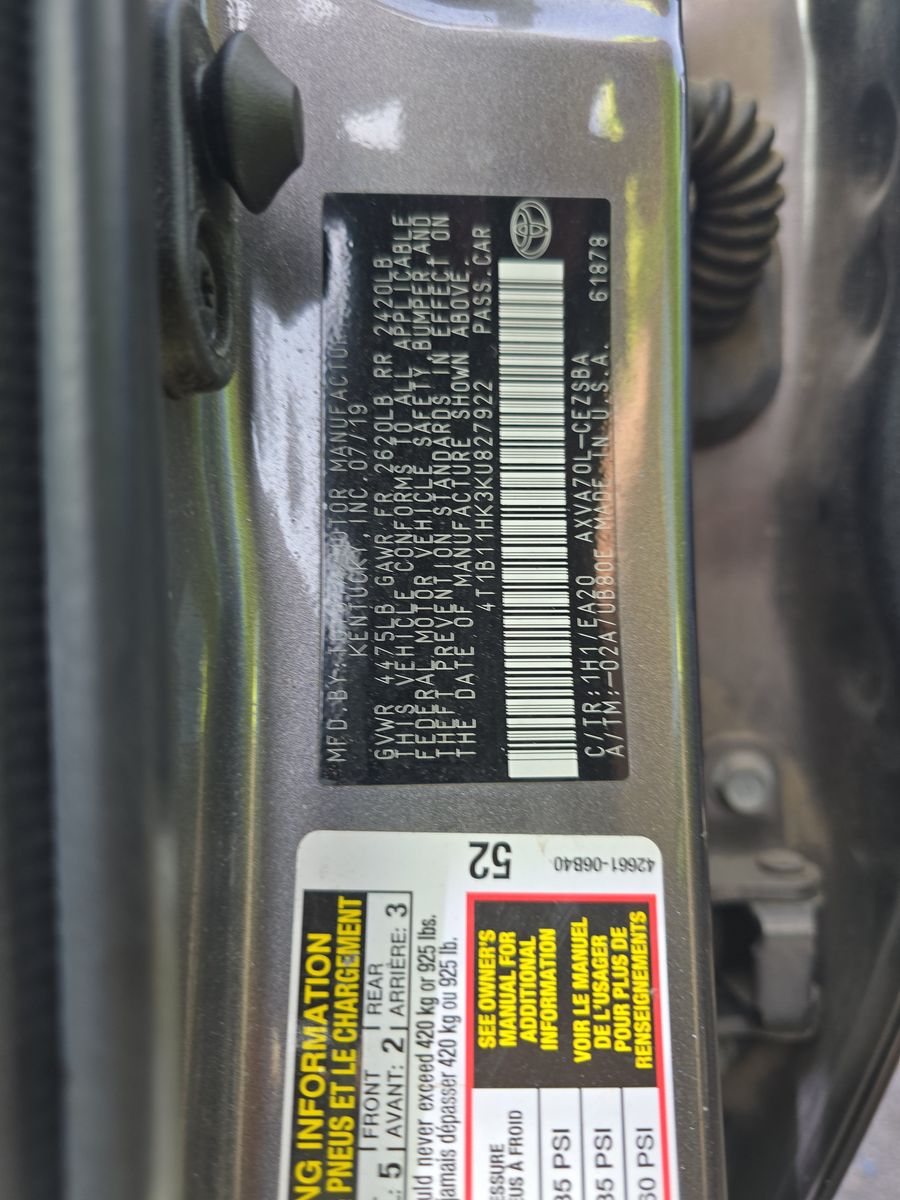 MFD.BY: TOYOTA MOTOR MANUFACTURING
KENTUCKY, INC. 07/19
GVWR 4475LB GAWR FR 2620LB RR 2420LB
THIS VEHICLE CONFORMS TO ALL APPLICABLE
FEDERAL MOTOR VEHICLE SAFETY, BUMPER, AND
THEFT PREVENTION STANDARDS IN EFFECT ON
THE DATE OF MANUFACTURE SHOWN ABOVE.
4T1B11HK3KU827922 PASS.CAR
C/TR: 1H1/EA20 AXVA70L-CEZSBA
A/TM: -02A/UB80E MADE IN U.S.A. 61878
52
42661-06B40
NG INFORMATION
PNEUS ET LE CHARGEMENT
5 FRONT REAR
AVANT: 2 ARRIÈRE: 3
uld never exceed 420 kg or 925 lbs.
jamais dépasser 420 kg ou 925 lb.
SEE OWNER'S
MANUAL FOR
ADDITIONAL
INFORMATION
VOIR LE MANUEL
DE L'USAGER
POUR PLUS DE
RENSEIGNEMENTS
ESSURE
EUS À FROID
35 PSI
35 PSI
60 PSI